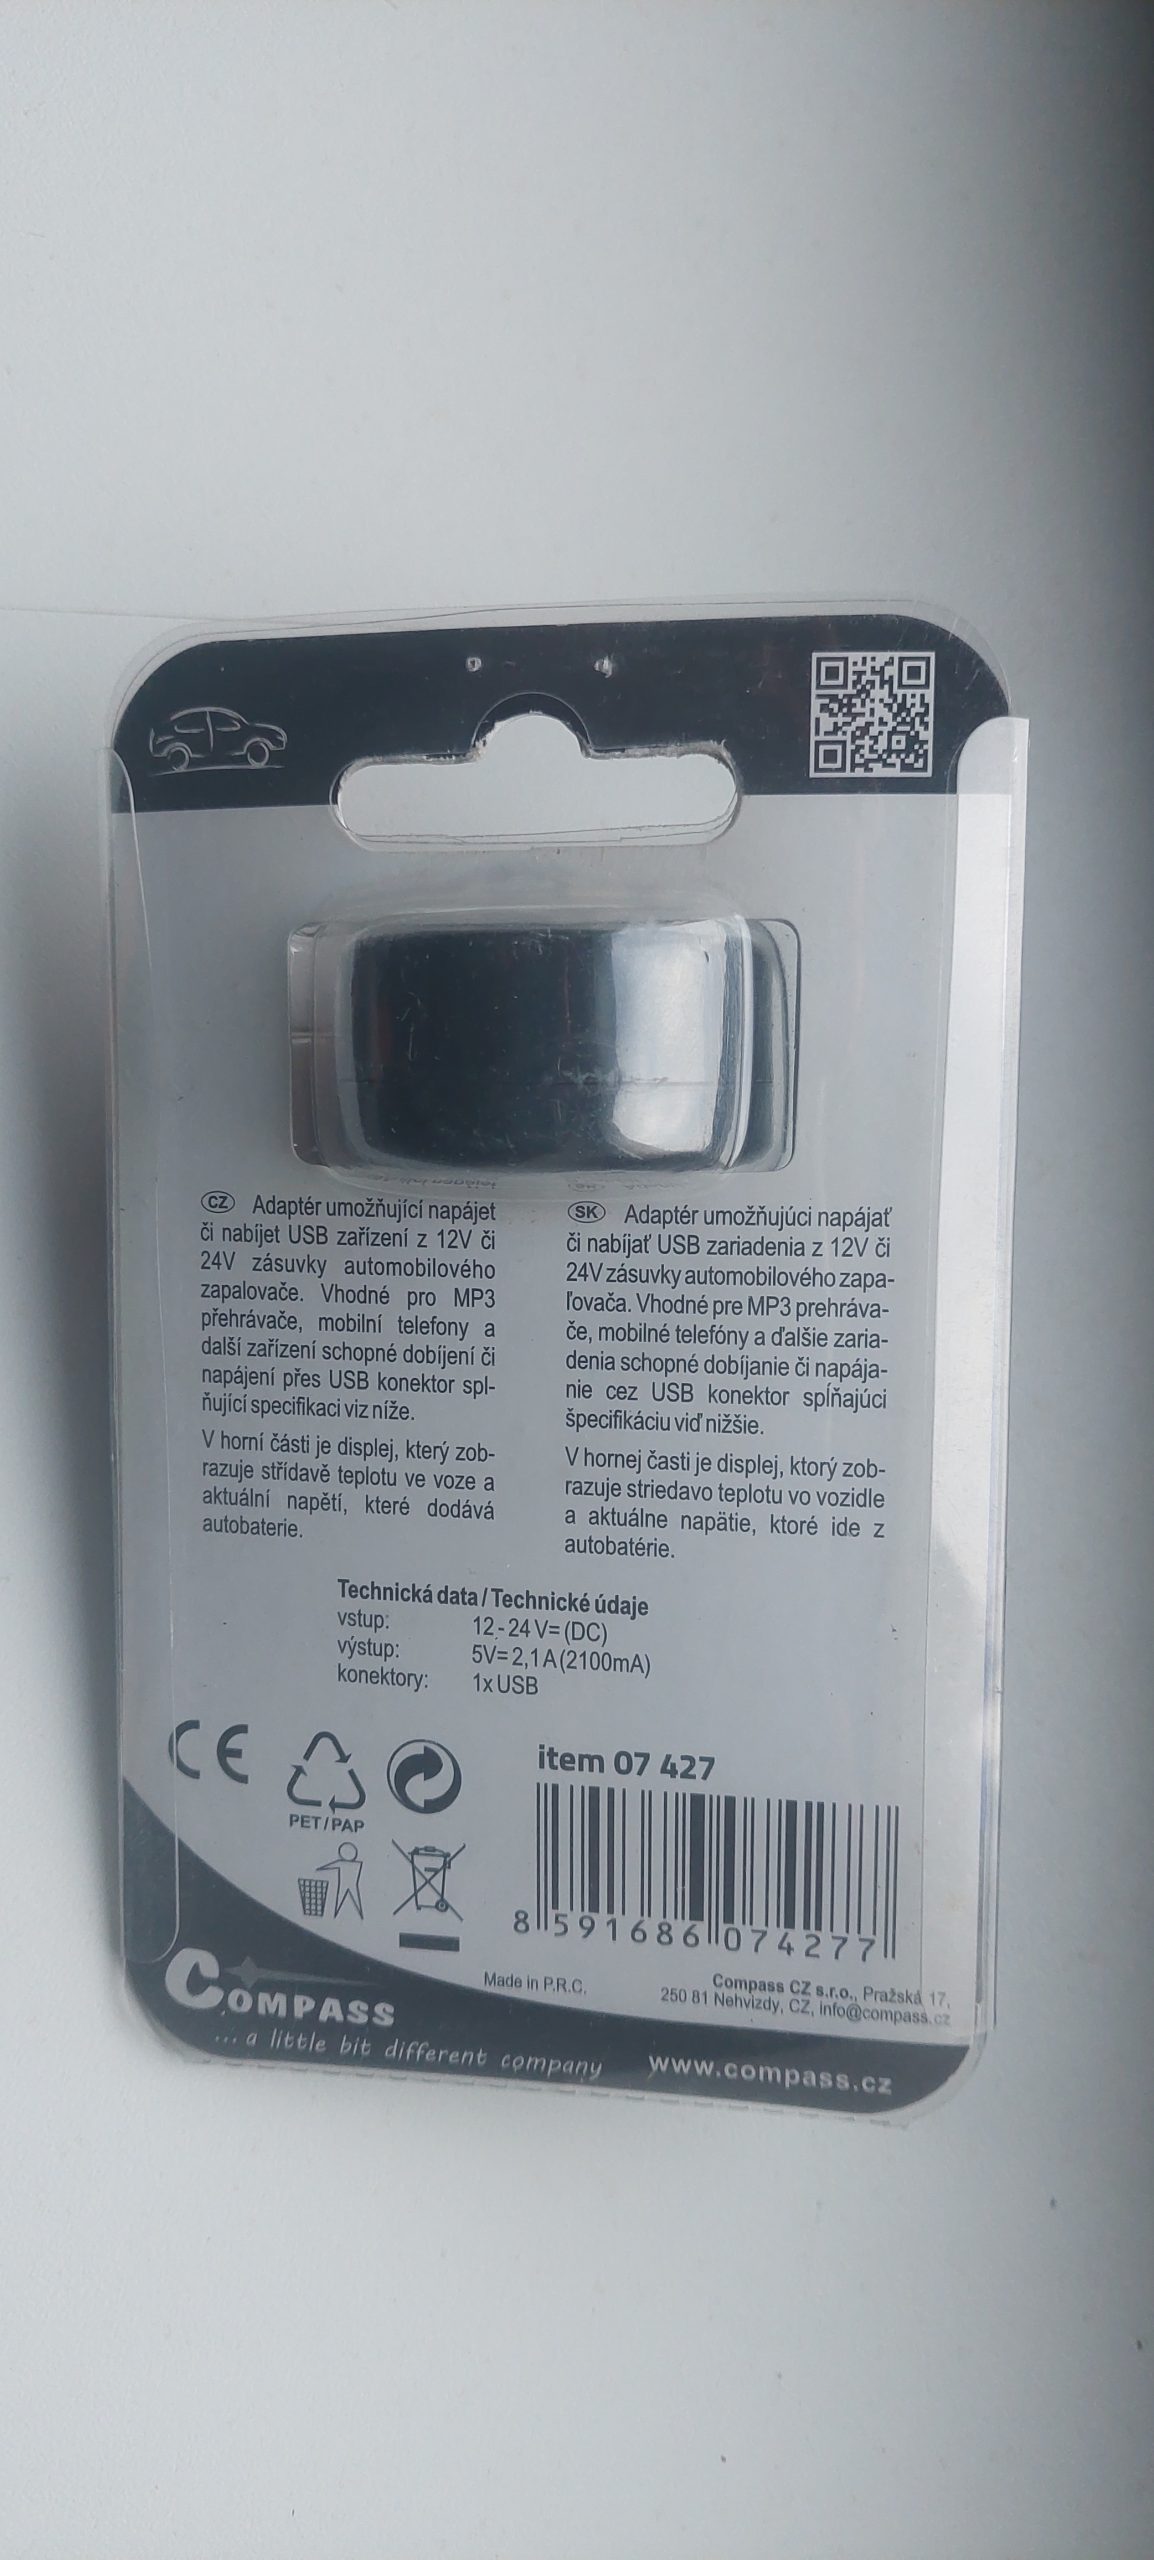 CZ Adaptér umožňující napájet
či nabíjet USB zařízení z 12V či
24V zásuvky automobilového
zapalovače. Vhodné pro MP3
přehrávače, mobilní telefony a
další zařízení schopné dobíjení či
napájení přes USB konektor spl-
ňující specifikaci viz níže.
V horní části je displej, který zob-
razuje střídavě teplotu ve voze a
aktuální napětí, které dodává
autobaterie.
SK Adaptér umožňujúci napájať
či nabíjať USB zariadenia z 12V či
24V zásuvky automobilového zapa-
ľovača. Vhodné pre MP3 prehráva-
če, mobilné telefóny a ďalšie zaria-
denia schopné dobíjanie či napája-
nie cez USB konektor spĺňajúci
špecifikáciu viď nižšie.
V hornej časti je displej, ktorý zob-
razuje striedavo teplotu vo vozidle
a aktuálne napätie, ktoré ide z
autobatérie.
Technická data / Technické údaje
vstup: 12 - 24 V= (DC)
výstup: 5V= 2,1 A (2100mA)
konektory: 1x USB
CE
PET / PAP
item 07 427
8 591686 074277
Made in P.R.C.
Compass CZ s.r.o., Pražská 17,
250 81 Nehvizdy, CZ, info@compass.cz
COMPASS
... a little bit different company
www.compass.cz